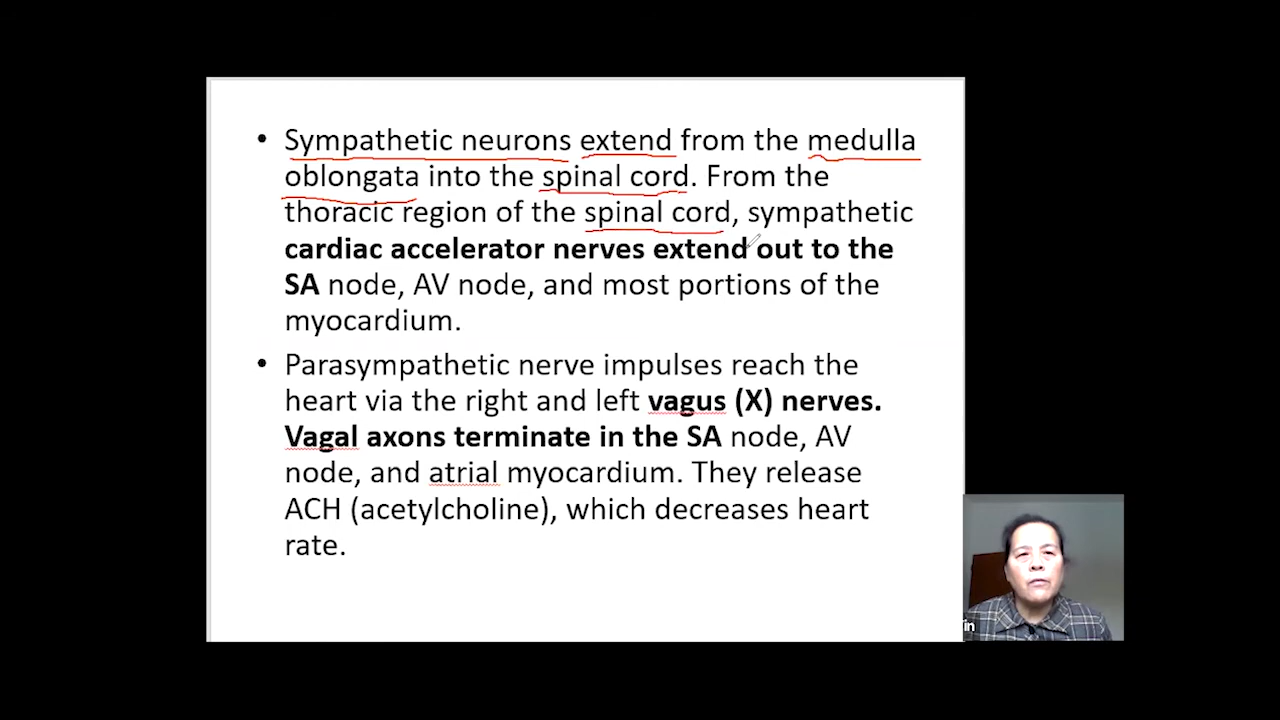 • Sympathetic neurons extend from the medulla
oblongata into the spinal cord. From the
thoracic region of the spinal cord, sympathetic
cardiac accelerator nerves extend out to the
SA node, AV node, and most portions of the
myocardium.
• Parasympathetic nerve impulses reach the
heart via the right and left vagus (X) nerves.
Vagal axons terminate in the SA node, AV
node, and atrial myocardium. They release
ACH (acetylcholine), which decreases heart
rate.